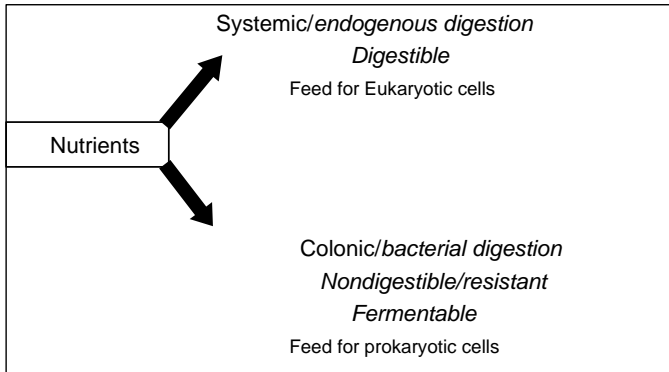 Systemic/endogenous digestion
Digestible
Feed for Eukaryotic cells
Nutrients
Colonic/bacterial digestion
Nondigestible/resistant
Fermentable
Feed for prokaryotic cells